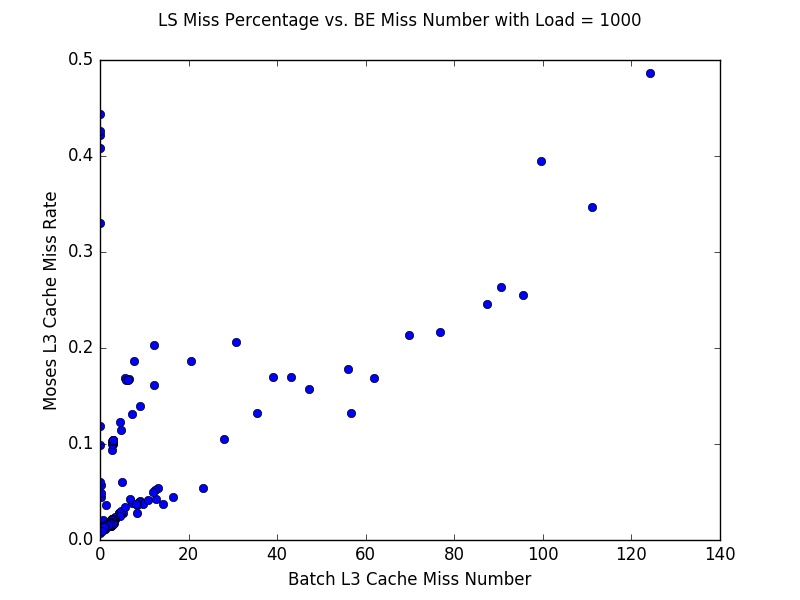 LS Miss Percentage vs. BE Miss Number with Load = 1000
0.5
0.4
0.3
0.2
0.1
0.0
Moses L3 Cache Miss Rate
0 20 40 60 80 100 120 140
Batch L3 Cache Miss Number